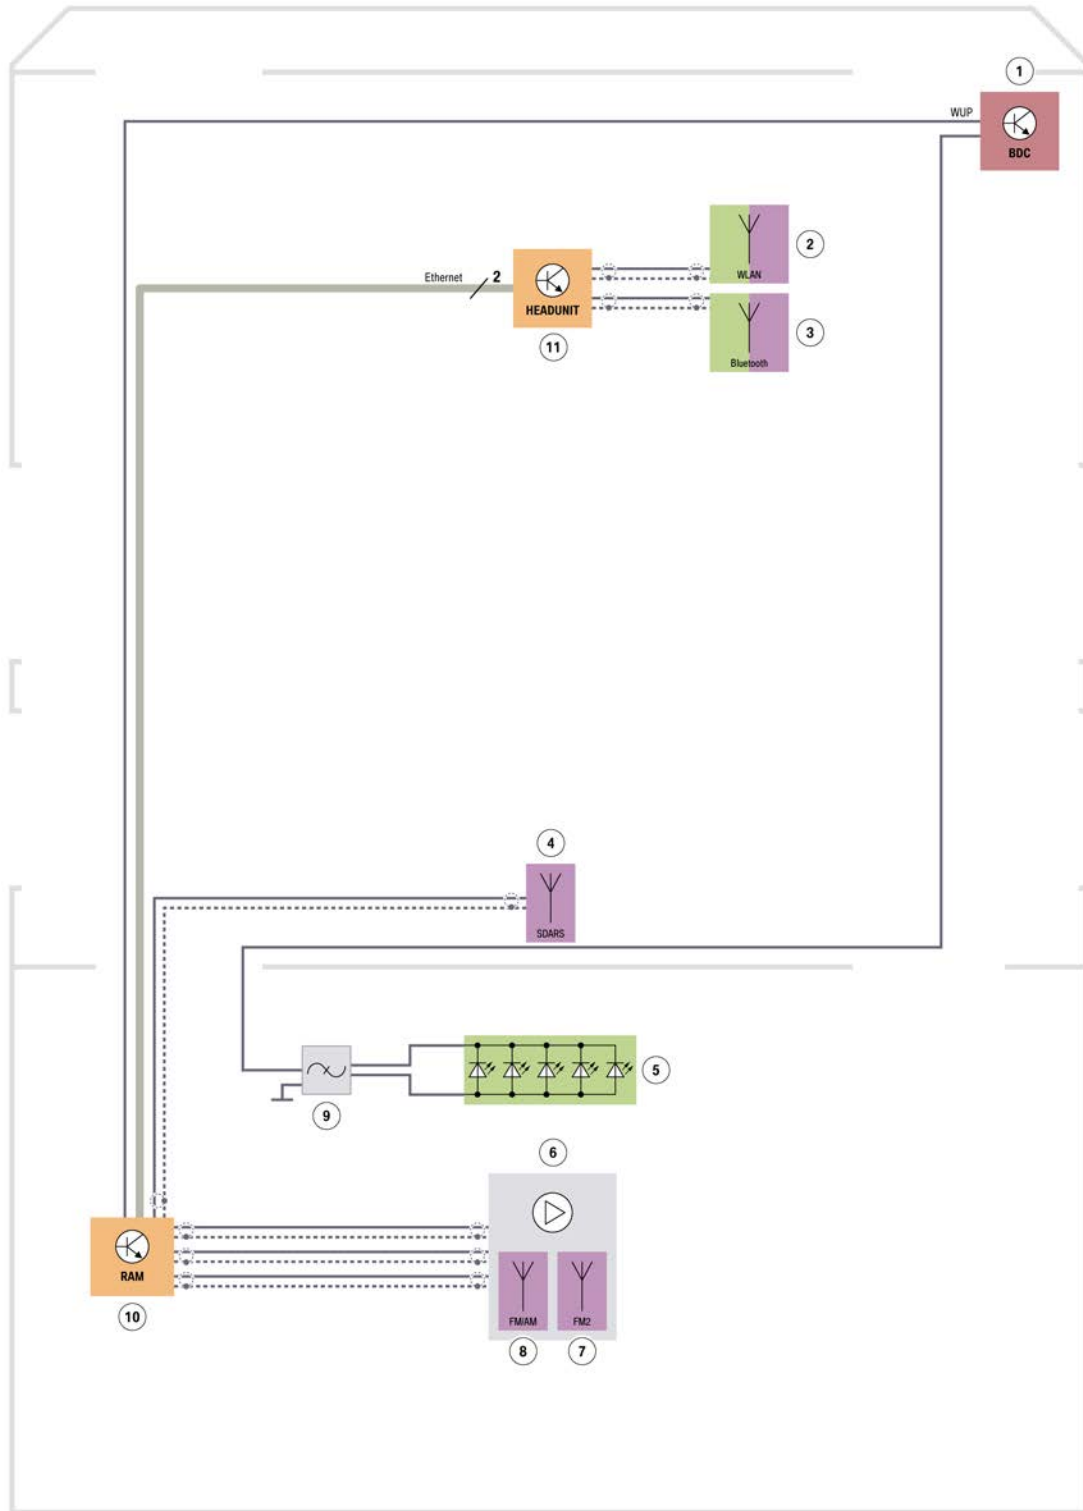 1
WUP
BDC
2
WLAN
Ethernet
2
HEADUNIT
11
3
Bluetooth
4
SDARS
5
9
6
RAM
10
FM/AM
FM2
8
7